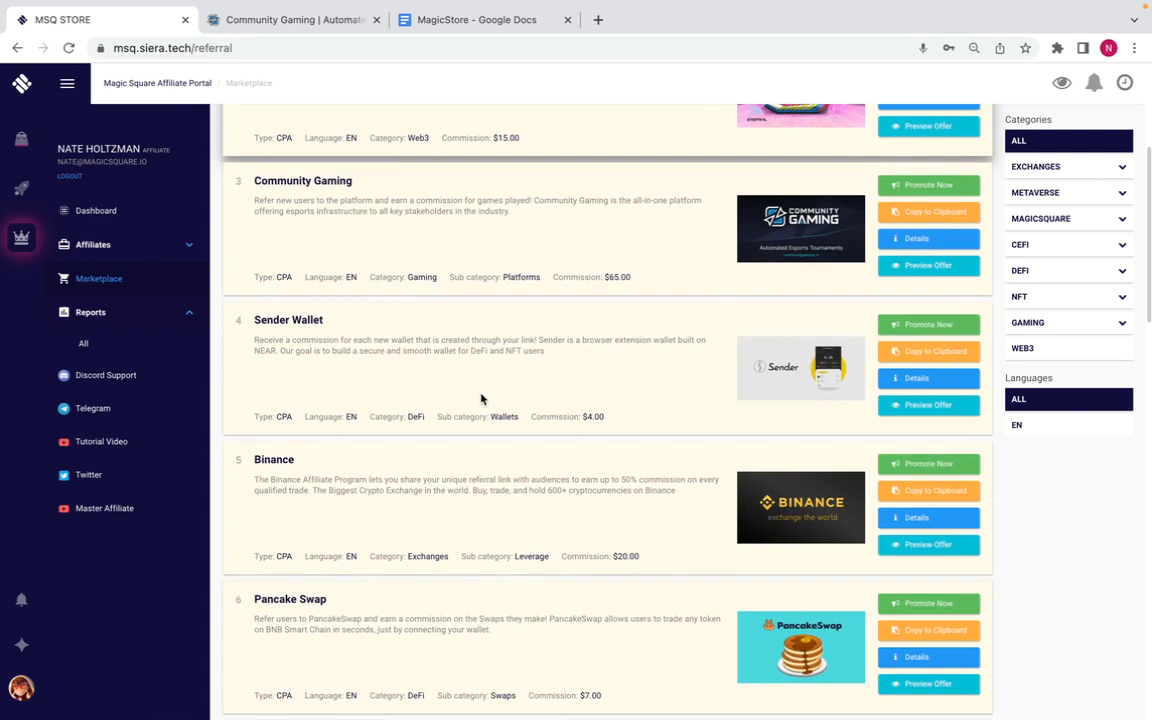 MSQ STORE
Community Gaming | Automate
MagicStore - Google Docs
msq.siera.tech/referral
N
Magic Square Affiliate Portal / Marketplace
NATE HOLTZMAN AFFILIATE
NATE@MAGICSQUARE.IO
LOGOUT
Dashboard
Affiliates
Marketplace
Reports
All
Discord Support
Telegram
Tutorial Video
Twitter
Master Affiliate
Type: CPA Language: EN Category: Web3 Commission: $15.00
Preview Offer
3 Community Gaming
Refer new users to the platform and earn a commission for games played! Community Gaming is the all-in-one platform
offering esports infrastructure to all key stakeholders in the industry.
Type: CPA Language: EN Category: Gaming Sub category: Platforms Commission: $65.00
COMMUNITY
GAMING
Automated Esports Tournaments
Promote Now
Copy to Clipboard
Details
Preview Offer
4 Sender Wallet
Receive a commission for each new wallet that is created through your link! Sender is a browser extension wallet built on
NEAR. Our goal is to build a secure and smooth wallet for DeFi and NFT users
Type: CPA Language: EN Category: DeFi Sub category: Wallets Commission: $4.00
Sender
Promote Now
Copy to Clipboard
Details
Preview Offer
5 Binance
The Binance Affiliate Program lets you share your unique referral link with audiences to earn up to 50% commission on every
qualified trade. The Biggest Crypto Exchange in the world. Buy, trade, and hold 600+ cryptocurrencies on Binance
Type: CPA Language: EN Category: Exchanges Sub category: Leverage Commission: $20.00
BINANCE
exchange the world
Promote Now
Copy to Clipboard
Details
Preview Offer
6 Pancake Swap
Refer users to PancakeSwap and earn a commission on the Swaps they make! PancakeSwap allows users to trade any token
on BNB Smart Chain in seconds, just by connecting your wallet.
Type: CPA Language: EN Category: DeFi Sub category: Swaps Commission: $7.00
PancakeSwap
Promote Now
Copy to Clipboard
Details
Preview Offer
Categories
ALL
EXCHANGES
METAVERSE
MAGICSQUARE
CEFI
DEFI
NFT
GAMING
WEB3
Languages
ALL
EN